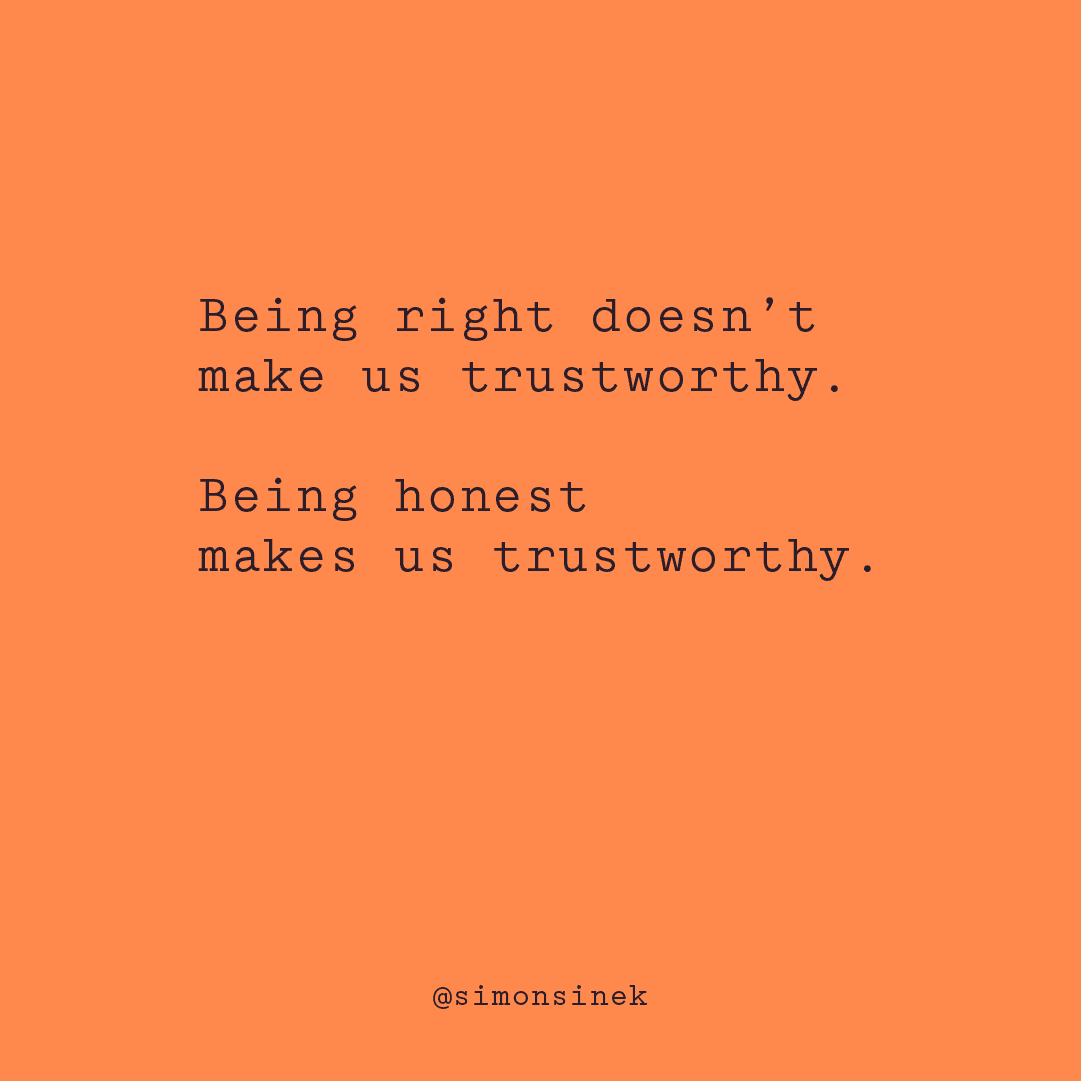 Being right doesn’t
make us trustworthy.
Being honest
makes us trustworthy.
@simonsinek